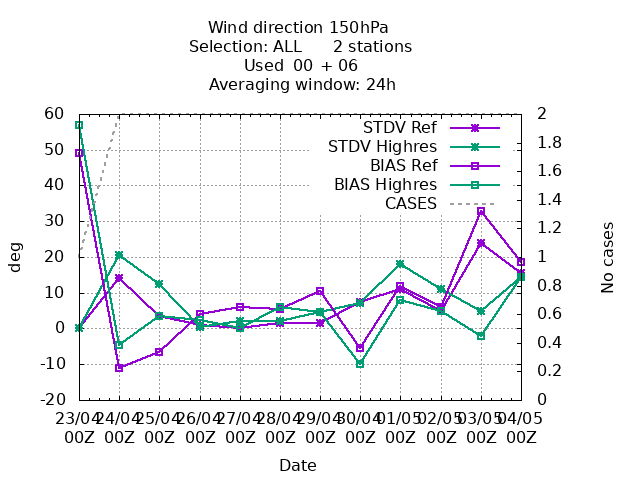 Wind direction 150hPa
Selection: ALL 2 stations
Used 00 + 06
Averaging window: 24h
60
50
40
30
20
10
0
-10
-20
deg
2
1.8
1.6
1.4
1.2
1
0.8
0.6
0.4
0.2
0
No cases
STDV Ref
STDV Highres
BIAS Ref
BIAS Highres
CASES
23/04 24/04 25/04 26/04 27/04 28/04 29/04 30/04 01/05 02/05 03/05 04/05
00Z 00Z 00Z 00Z 00Z 00Z 00Z 00Z 00Z 00Z 00Z 00Z
Date